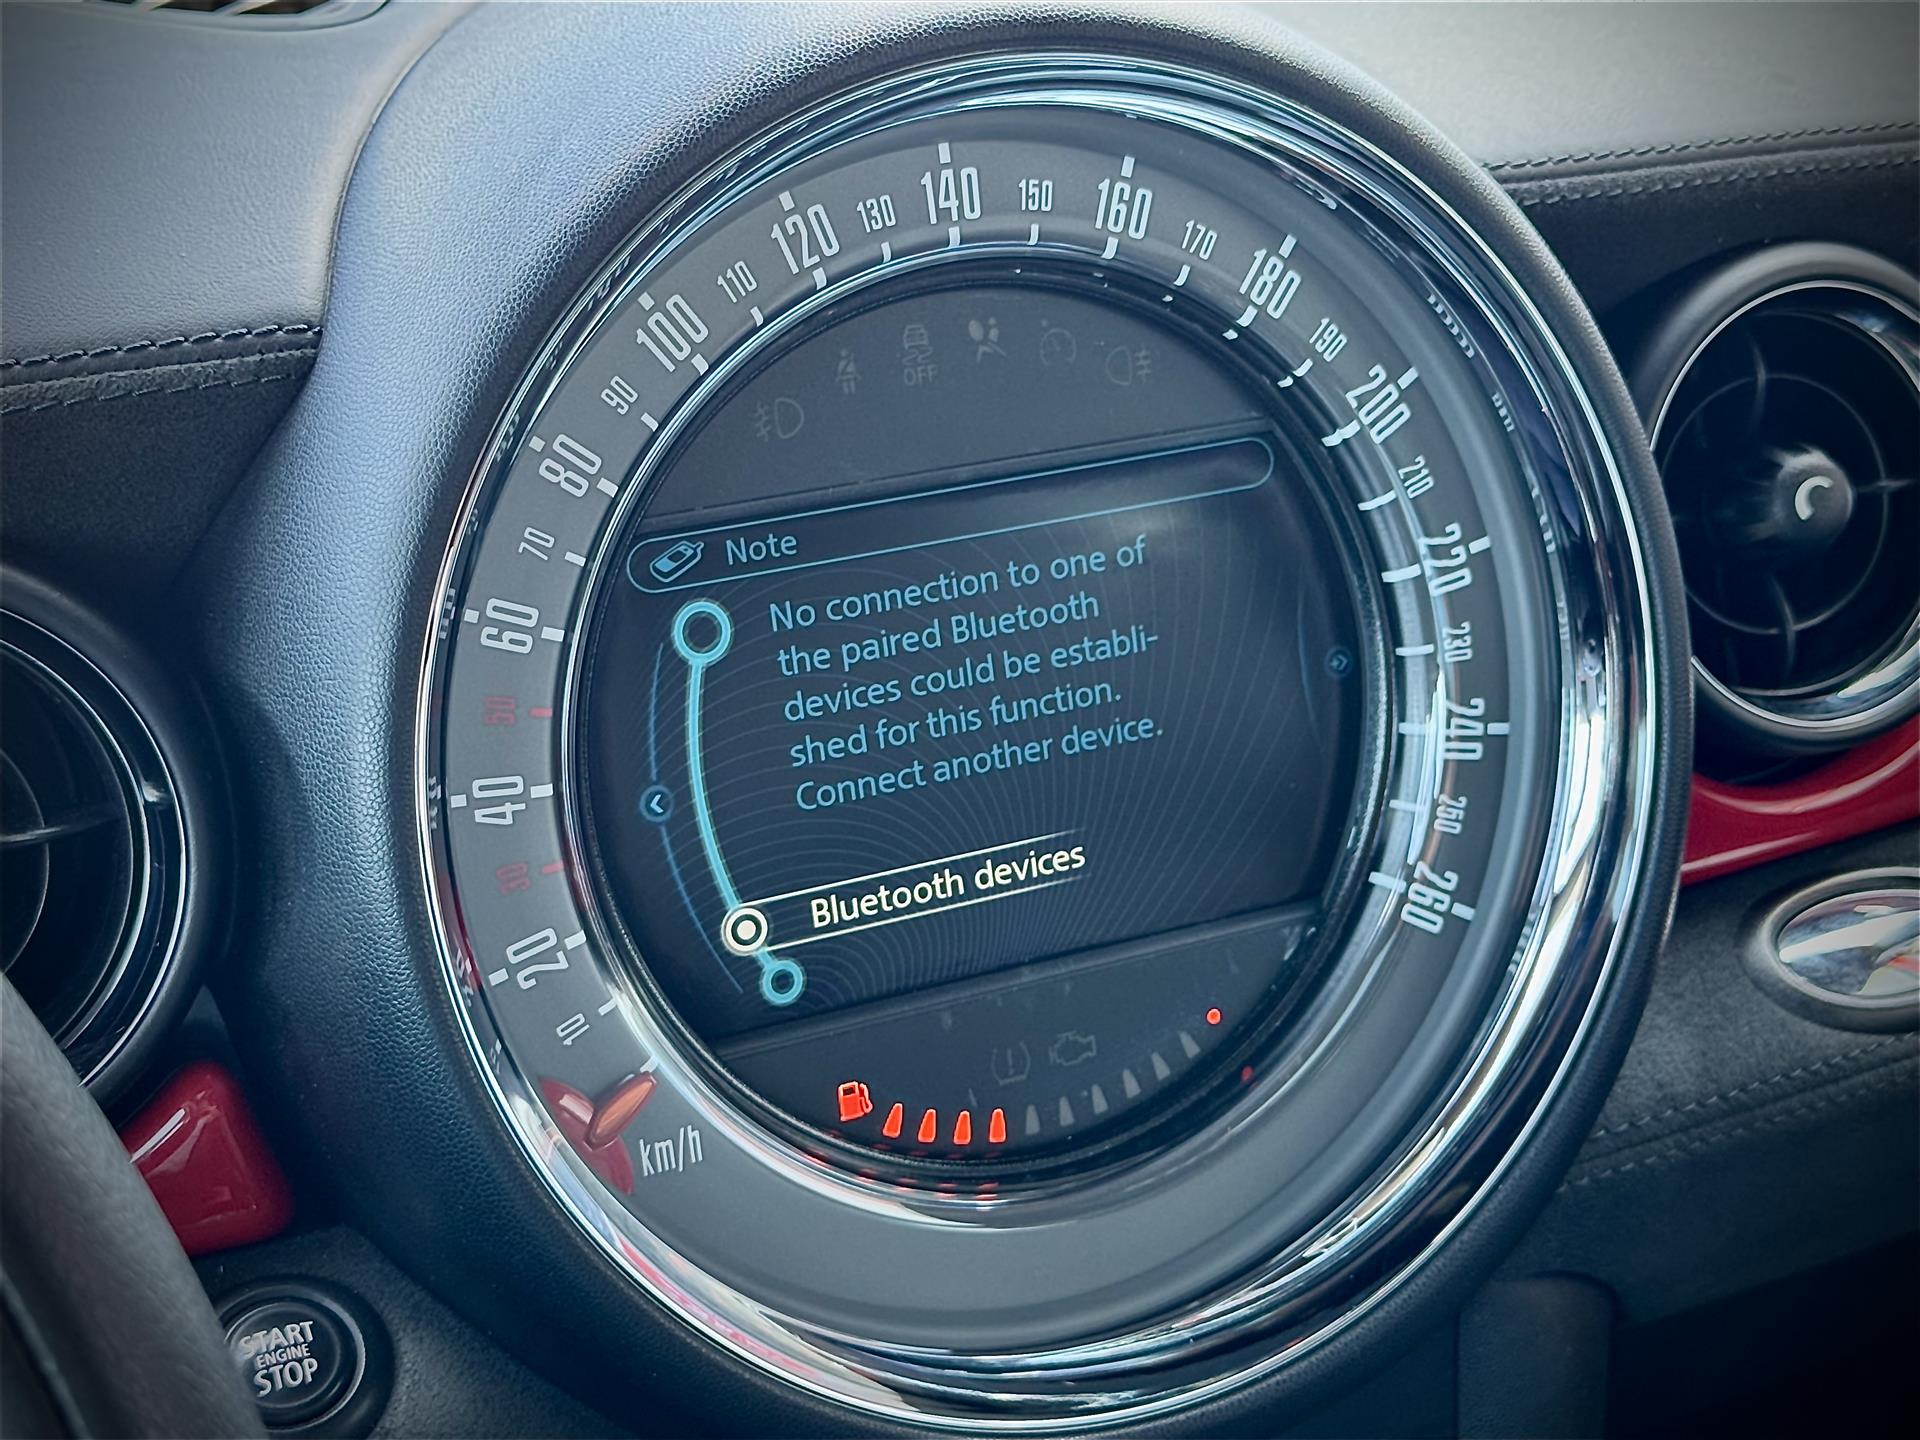 10
20
30
40
50
60
70
80
90
100
110
120
130
140
150
160
170
180
190
200
210
220
230
240
250
260
km/h
OFF
Note
No connection to one of
the paired Bluetooth
devices could be establi-
shed for this function.
Connect another device.
Bluetooth devices
START
ENGINE
STOP